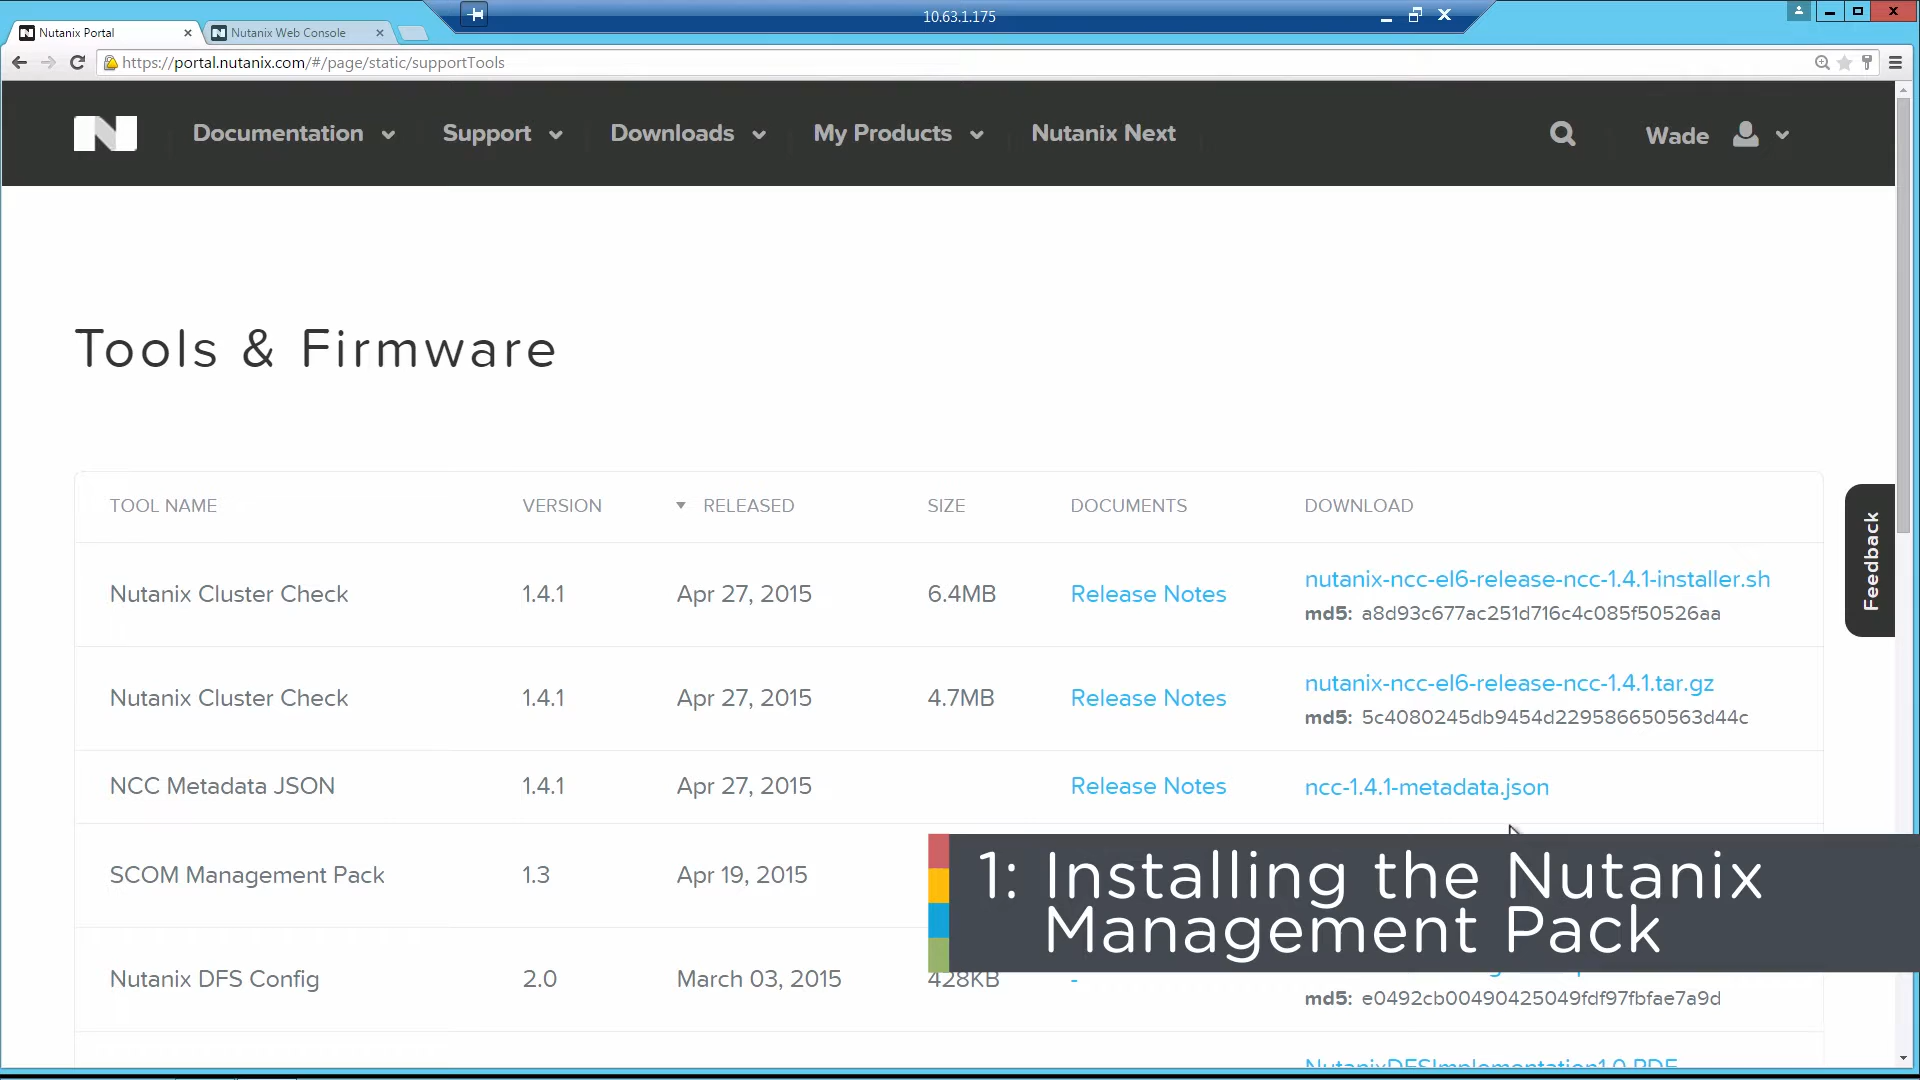 10.63.1.175
Nutanix Portal
Nutanix Web Console
https://portal.nutanix.com/#/page/static/supportTools
N Documentation Support Downloads My Products Nutanix Next Wade
Tools & Firmware
TOOL NAME VERSION RELEASED SIZE DOCUMENTS DOWNLOAD
Nutanix Cluster Check 1.4.1 Apr 27, 2015 6.4MB Release Notes nutanix-ncc-el6-release-ncc-1.4.1-installer.sh
md5: a8d93c677ac251d716c4c085f50526aa
Nutanix Cluster Check 1.4.1 Apr 27, 2015 4.7MB Release Notes nutanix-ncc-el6-release-ncc-1.4.1.tar.gz
md5: 5c4080245db9454d229586650563d44c
NCC Metadata JSON 1.4.1 Apr 27, 2015 Release Notes ncc-1.4.1-metadata.json
SCOM Management Pack 1.3 Apr 19, 2015
1: Installing the Nutanix
Management Pack
Nutanix DFS Config 2.0 March 03, 2015 428KB -
md5: e0492cb00490425049fdf97fbfae7a9d
NutanixDFSImplementation1.0.PDF
Feedback